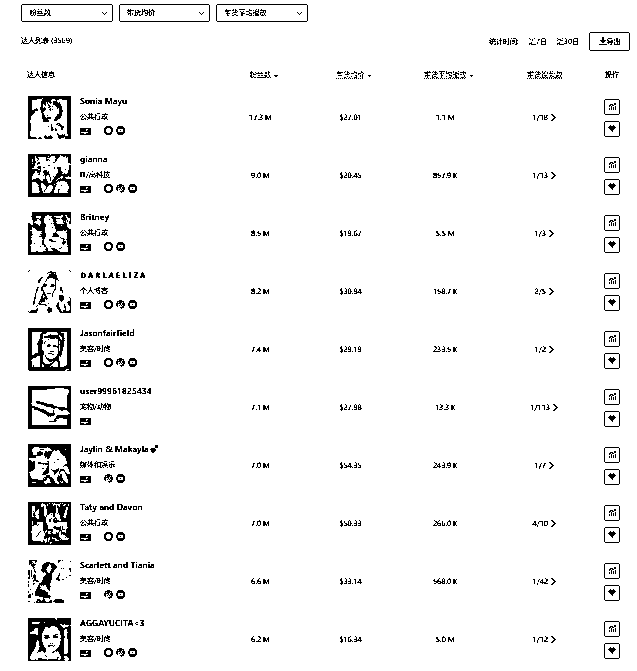 粉丝数 带货均价 带货平均播放
达人列表 (3569)
统计时间: 近7日 近30日 导出
达人信息 粉丝数 带货均价 带货平均播放 带货视频数 操作
Sonia Mayu
公共行政
17.3 M $27.01 1.1 M 1/18
gianna
IT/高科技
9.0 M $20.45 857.9 K 1/13
Britney
公共行政
8.5 M $19.67 5.5 M 1/3
D A R L A E L I Z A
个人博客
8.2 M $30.94 158.7 K 2/5
Jasonfairfield
美容/时尚
7.4 M $29.19 233.5 K 1/2
user99961825434
宠物/动物
7.1 M $27.98 13.3 K 1/113
Jaylin & Makayla
媒体和娱乐
7.0 M $54.35 243.9 K 1/7
Taty and Davon
公共行政
7.0 M $50.33 266.0 K 4/10
Scarlett and Tiania
美容/时尚
6.6 M $33.14 568.0 K 1/42
AGGAYUCITA<3
美容/时尚
6.2 M $16.34 5.0 M 1/12